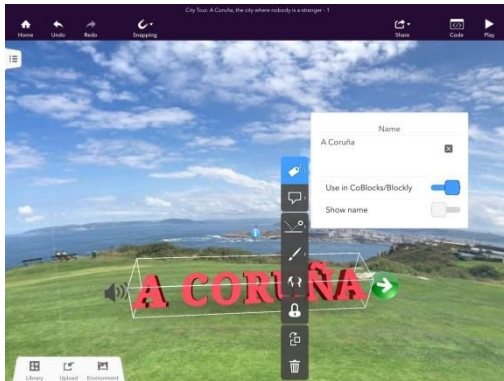 City Tour. A Coruña, the city where nobody is a stranger - 1
Home Undo Redo Snapping Share Code Play
Name
A Coruña
Use in CoBlocks/Blockly
Show name
A CORUÑA
Library Upload Environment